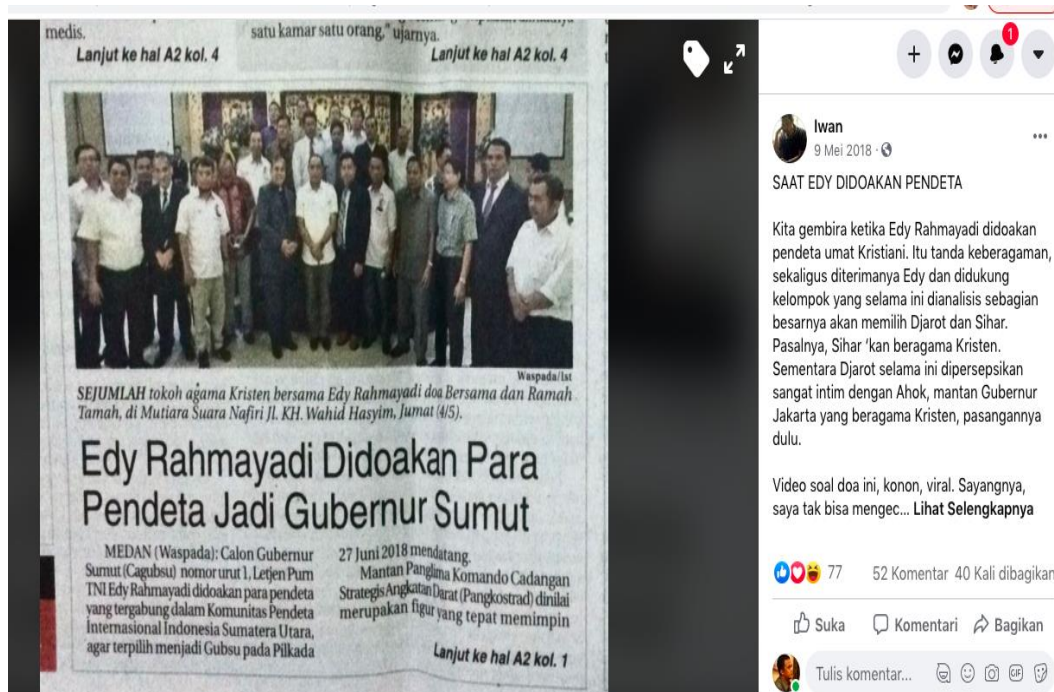 medis.
Lanjut ke hal A2 kol. 4
satu kamar satu orang," ujarnya.
Lanjut ke hal A2 kol. 4
Waspada/Ist
SEJUMLAH tokoh agama Kristen bersama Edy Rahmayadi doa Bersama dan Ramah
Tamah, di Mutiara Suara Nafiri Jl. KH. Wahid Hasyim, Jumat (4/5).
Edy Rahmayadi Didoakan Para
Pendeta Jadi Gubernur Sumut
MEDAN (Waspada): Calon Gubernur
Sumut (Cagubsu) nomor urut 1, Letjen Purn
TNI Edy Rahmayadi didoakan para pendeta
yang tergabung dalam Komunitas Pendeta
Internasional Indonesia Sumatera Utara,
agar terpilih menjadi Gubsu pada Pilkada
27 Juni 2018 mendatang.
Mantan Panglima Komando Cadangan
Strategis Angkatan Darat (Pangkostrad) dinilai
merupakan figur yang tepat memimpin
Lanjut ke hal A2 kol. 1
1
Iwan
9 Mei 2018
SAAT EDY DIDOAKAN PENDETA
Kita gembira ketika Edy Rahmayadi didoakan
pendeta umat Kristiani. Itu tanda keberagaman,
sekaligus diterimanya Edy dan didukung
kelompok yang selama ini dianalisis sebagian
besarnya akan memilih Djarot dan Sihar.
Pasalnya, Sihar ‘kan beragama Kristen.
Sementara Djarot selama ini dipersepsikan
sangat intim dengan Ahok, mantan Gubernur
Jakarta yang beragama Kristen, pasangannya
dulu.
Video soal doa ini, konon, viral. Sayangnya,
saya tak bisa mengec... Lihat Selengkapnya
77
52 Komentar 40 Kali dibagikan
Suka Komentari Bagikan
Tulis komentar...
GIF